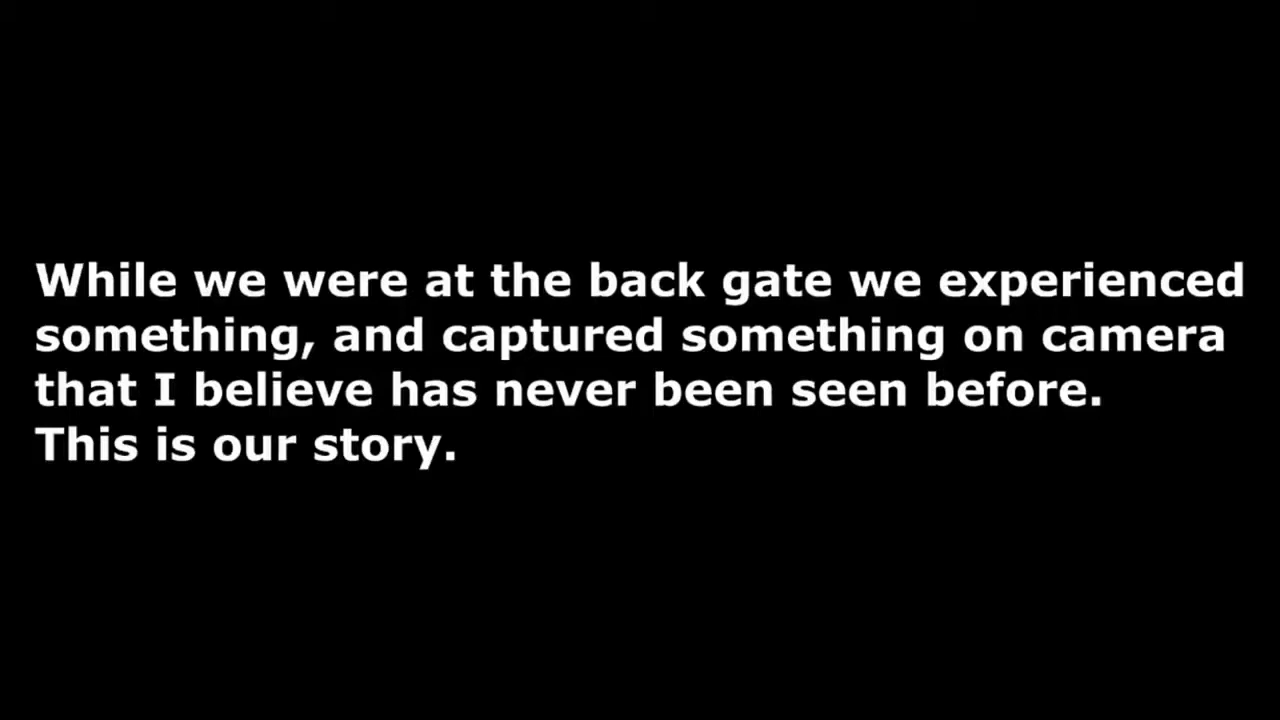 While we were at the back gate we experienced
something, and captured something on camera
that I believe has never been seen before.
This is our story.